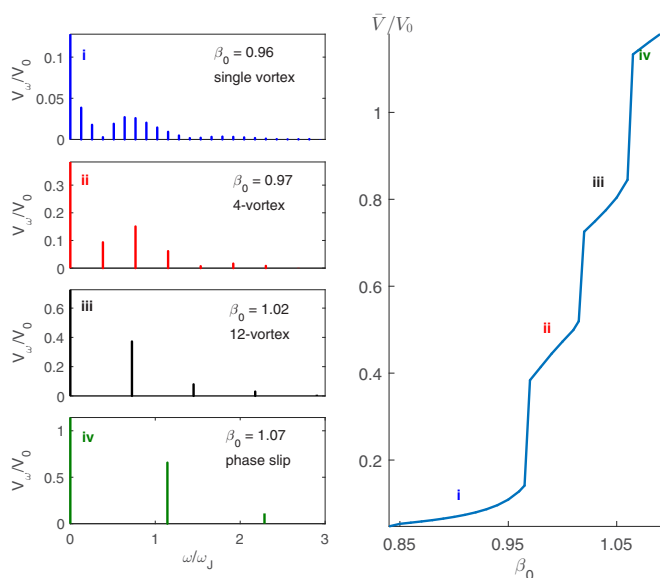 V_ω/V_0
0.1
0.05
0
i
β_0 = 0.96
single vortex
V_ω/V_0
0.3
0.2
0.1
0
ii
β_0 = 0.97
4-vortex
V_ω/V_0
0.6
0.4
0.2
0
iii
β_0 = 1.02
12-vortex
V_ω/V_0
1
0.5
0
iv
β_0 = 1.07
phase slip
0 1 2 3
ω/ω_J
V̄/V_0
1
0.8
0.6
0.4
0.2
i
ii
iii
iv
0.85 0.95 1.05
β_0